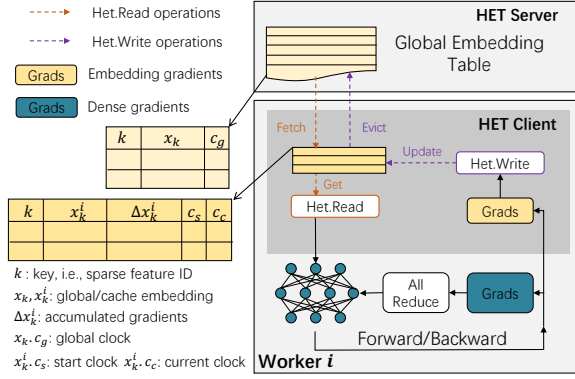 Het.Read operations
Het.Write operations
Grads Embedding gradients
Grads Dense gradients
k x_k c_g
k x_k^i Δx_k^i c_s c_c
k : key, i.e., sparse feature ID
x_k, x_k^i: global/cache embedding
Δx_k^i: accumulated gradients
x_k.c_g: global clock
x_k^i.c_s: start clock x_k^i.c_c: current clock
HET Server
Global Embedding
Table
Fetch
Evict
HET Client
Update
Het.Write
Get
Het.Read
Grads
All
Reduce
Grads
Forward/Backward
Worker i